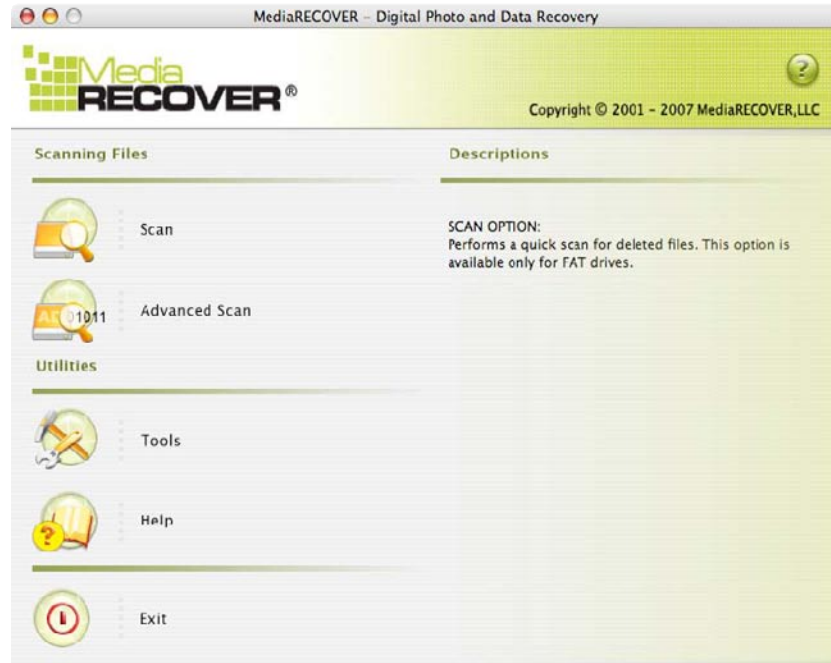 MediaRECOVER – Digital Photo and Data Recovery
Media
RECOVER®
?
Copyright © 2001 – 2007 MediaRECOVER,LLC
Scanning Files
Descriptions
Scan
SCAN OPTION:
Performs a quick scan for deleted files. This option is
available only for FAT drives.
1011
Advanced Scan
Utilities
Tools
?
Help
Exit